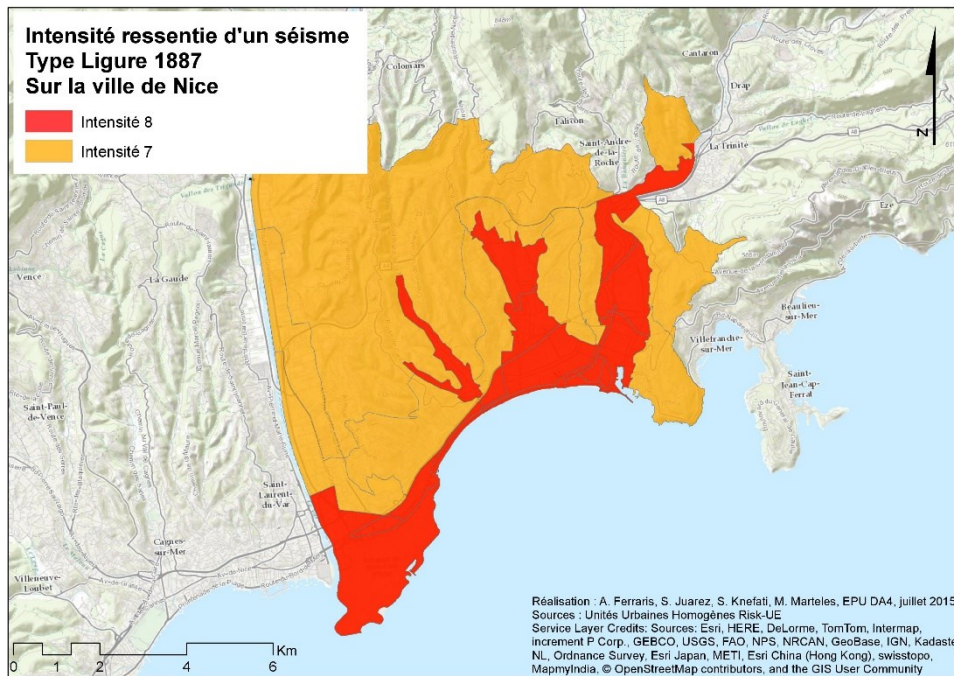 Intensité ressentie d'un séisme
Type Ligure 1887
Sur la ville de Nice
Intensité 8
Intensité 7
Colomars
Cantaron
Drap
Falicon
Saint-Andre-
de-la-
Roche
La Trinite
A8
A8
Eze
Vence
La Gaude
Beaulieu-
sur-Mer
Villefranche-
sur-Mer
Saint-
Jean-Cap-
Ferrat
Saint-Paul-
de-Vence
Saint-
Laurent-
du-Var
Cagnes-
sur-Mer
Villeneuve-
Loubet
N
Km
0 1 2 4 6
Réalisation : A. Ferraris, S. Juarez, S. Knefati, M. Marteles, EPU DA4, juillet 2015
Sources : Unités Urbaines Homogènes Risk-UE
Service Layer Credits: Sources: Esri, HERE, DeLorme, TomTom, Intermap,
increment P Corp., GEBCO, USGS, FAO, NPS, NRCAN, GeoBase, IGN, Kadaste
NL, Ordnance Survey, Esri Japan, METI, Esri China (Hong Kong), swisstopo,
MapmyIndia, © OpenStreetMap contributors, and the GIS User Community